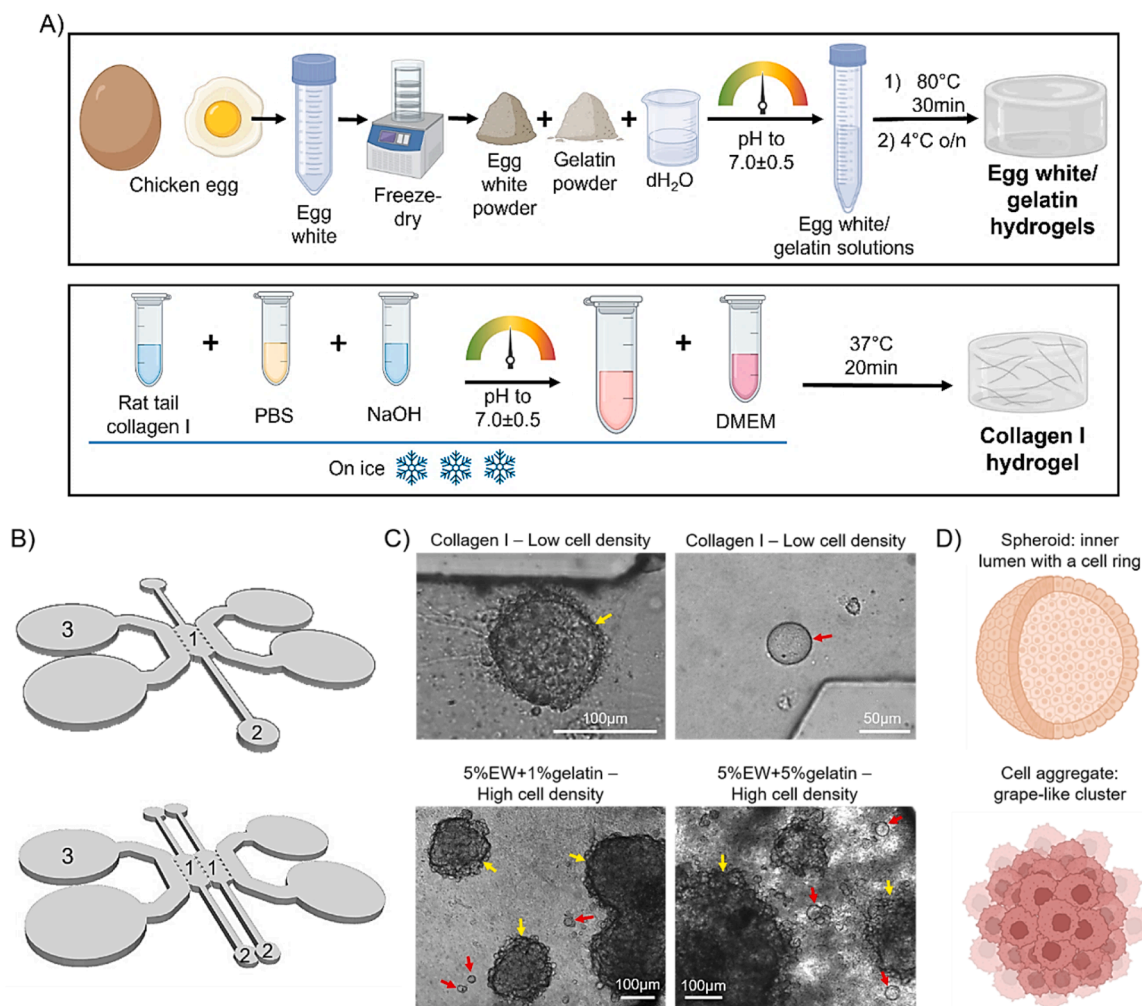 A)
Chicken egg
Egg
white
Freeze-
dry
Egg
white
powder
+
Gelatin
powder
+
dH₂O
pH to
7.0±0.5
Egg white/
gelatin solutions
1) 80°C
30min
2) 4°C o/n
Egg white/
gelatin
hydrogels
Rat tail
collagen I
+
PBS
+
NaOH
pH to
7.0±0.5
+
DMEM
On ice
37°C
20min
Collagen I
hydrogel
B)
3
1
2
3
1 1
2 2
C)
Collagen I – Low cell density
100µm
Collagen I – Low cell density
50µm
5%EW+1%gelatin –
High cell density
100µm
5%EW+5%gelatin –
High cell density
100µm
D)
Spheroid: inner
lumen with a cell ring
Cell aggregate:
grape-like cluster